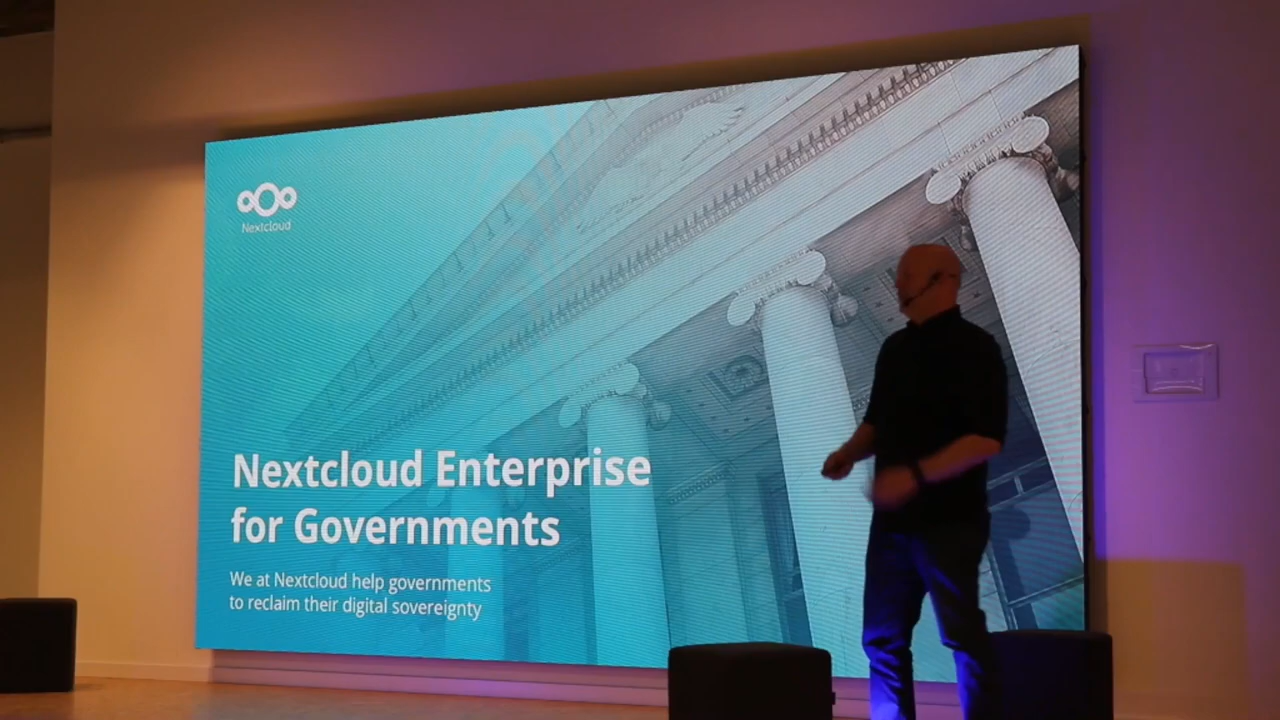 Nextcloud
Nextcloud Enterprise
for Governments
We at Nextcloud help governments
to reclaim their digital sovereignty